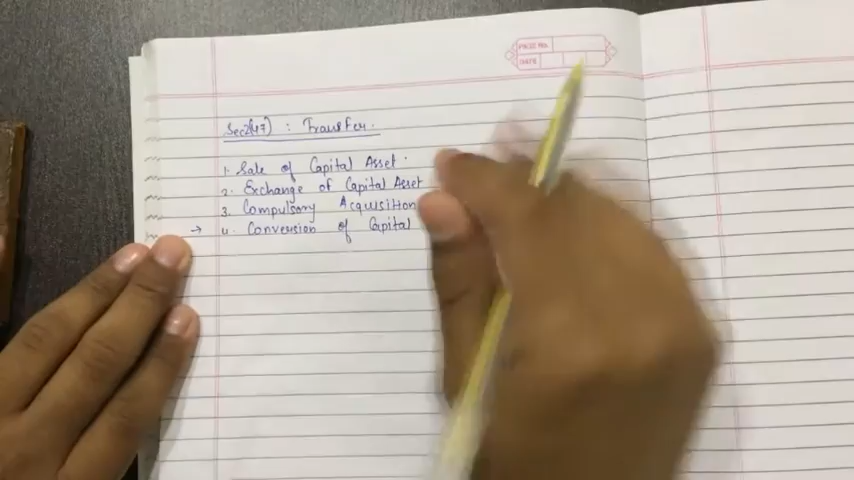 PAGE No.
DATE
Sec2(47) : Transfer.
1. Sale of Capital Asset.
2. Exchange of Capital Asset
3. Compulsory Acquisition
→ 4. Conversion of Capital